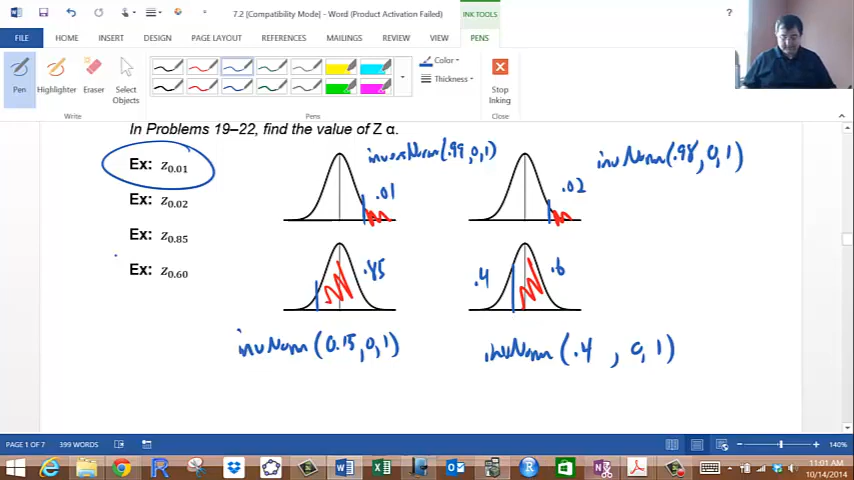 7.2 [Compatibility Mode] - Word (Product Activation Failed)
INK TOOLS
?
FILE
HOME
INSERT
DESIGN
PAGE LAYOUT
REFERENCES
MAILINGS
REVIEW
VIEW
PENS
Pen
Highlighter
Eraser
Select Objects
Color
Thickness
Stop Inking
Write
Pens
Close
In Problems 19–22, find the value of Z α.
Ex: z0.01
Ex: z0.02
Ex: z0.85
Ex: z0.60
inversNorm(.99,0,1)
.01
invNorm(.98,0,1)
.02
.85
.4
.6
invNorm(0.15,0,1)
invNorm(.4 , 0,1)
PAGE 1 OF 7
399 WORDS
140%
11:01 AM
10/14/2014